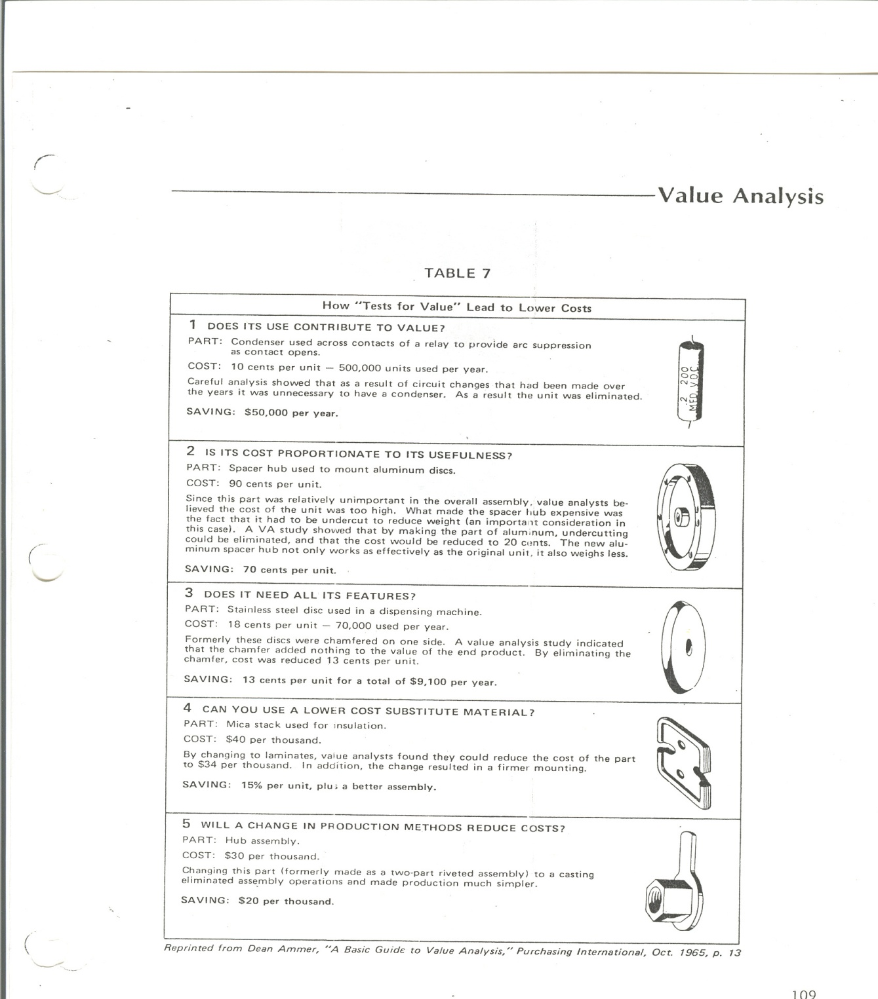 Value Analysis
TABLE 7
How "Tests for Value" Lead to Lower Costs
1 DOES ITS USE CONTRIBUTE TO VALUE?
PART: Condenser used across contacts of a relay to provide arc suppression
as contact opens.
COST: 10 cents per unit — 500,000 units used per year.
Careful analysis showed that as a result of circuit changes that had been made over
the years it was unnecessary to have a condenser. As a result the unit was eliminated.
SAVING: $50,000 per year.
.2 200
MFD. V.D.C.
2 IS ITS COST PROPORTIONATE TO ITS USEFULNESS?
PART: Spacer hub used to mount aluminum discs.
COST: 90 cents per unit.
Since this part was relatively unimportant in the overall assembly, value analysts be-
lieved the cost of the unit was too high. What made the spacer hub expensive was
the fact that it had to be undercut to reduce weight (an important consideration in
this case). A VA study showed that by making the part of aluminum, undercutting
could be eliminated, and that the cost would be reduced to 20 cents. The new alu-
minum spacer hub not only works as effectively as the original unit, it also weighs less.
SAVING: 70 cents per unit.
3 DOES IT NEED ALL ITS FEATURES?
PART: Stainless steel disc used in a dispensing machine.
COST: 18 cents per unit — 70,000 used per year.
Formerly these discs were chamfered on one side. A value analysis study indicated
that the chamfer added nothing to the value of the end product. By eliminating the
chamfer, cost was reduced 13 cents per unit.
SAVING: 13 cents per unit for a total of $9,100 per year.
4 CAN YOU USE A LOWER COST SUBSTITUTE MATERIAL?
PART: Mica stack used for insulation.
COST: $40 per thousand.
By changing to laminates, value analysts found they could reduce the cost of the part
to $34 per thousand. In addition, the change resulted in a firmer mounting.
SAVING: 15% per unit, plus a better assembly.
5 WILL A CHANGE IN PRODUCTION METHODS REDUCE COSTS?
PART: Hub assembly.
COST: $30 per thousand.
Changing this part (formerly made as a two-part riveted assembly) to a casting
eliminated assembly operations and made production much simpler.
SAVING: $20 per thousand.
Reprinted from Dean Ammer, "A Basic Guide to Value Analysis," Purchasing International, Oct. 1965, p. 13
109